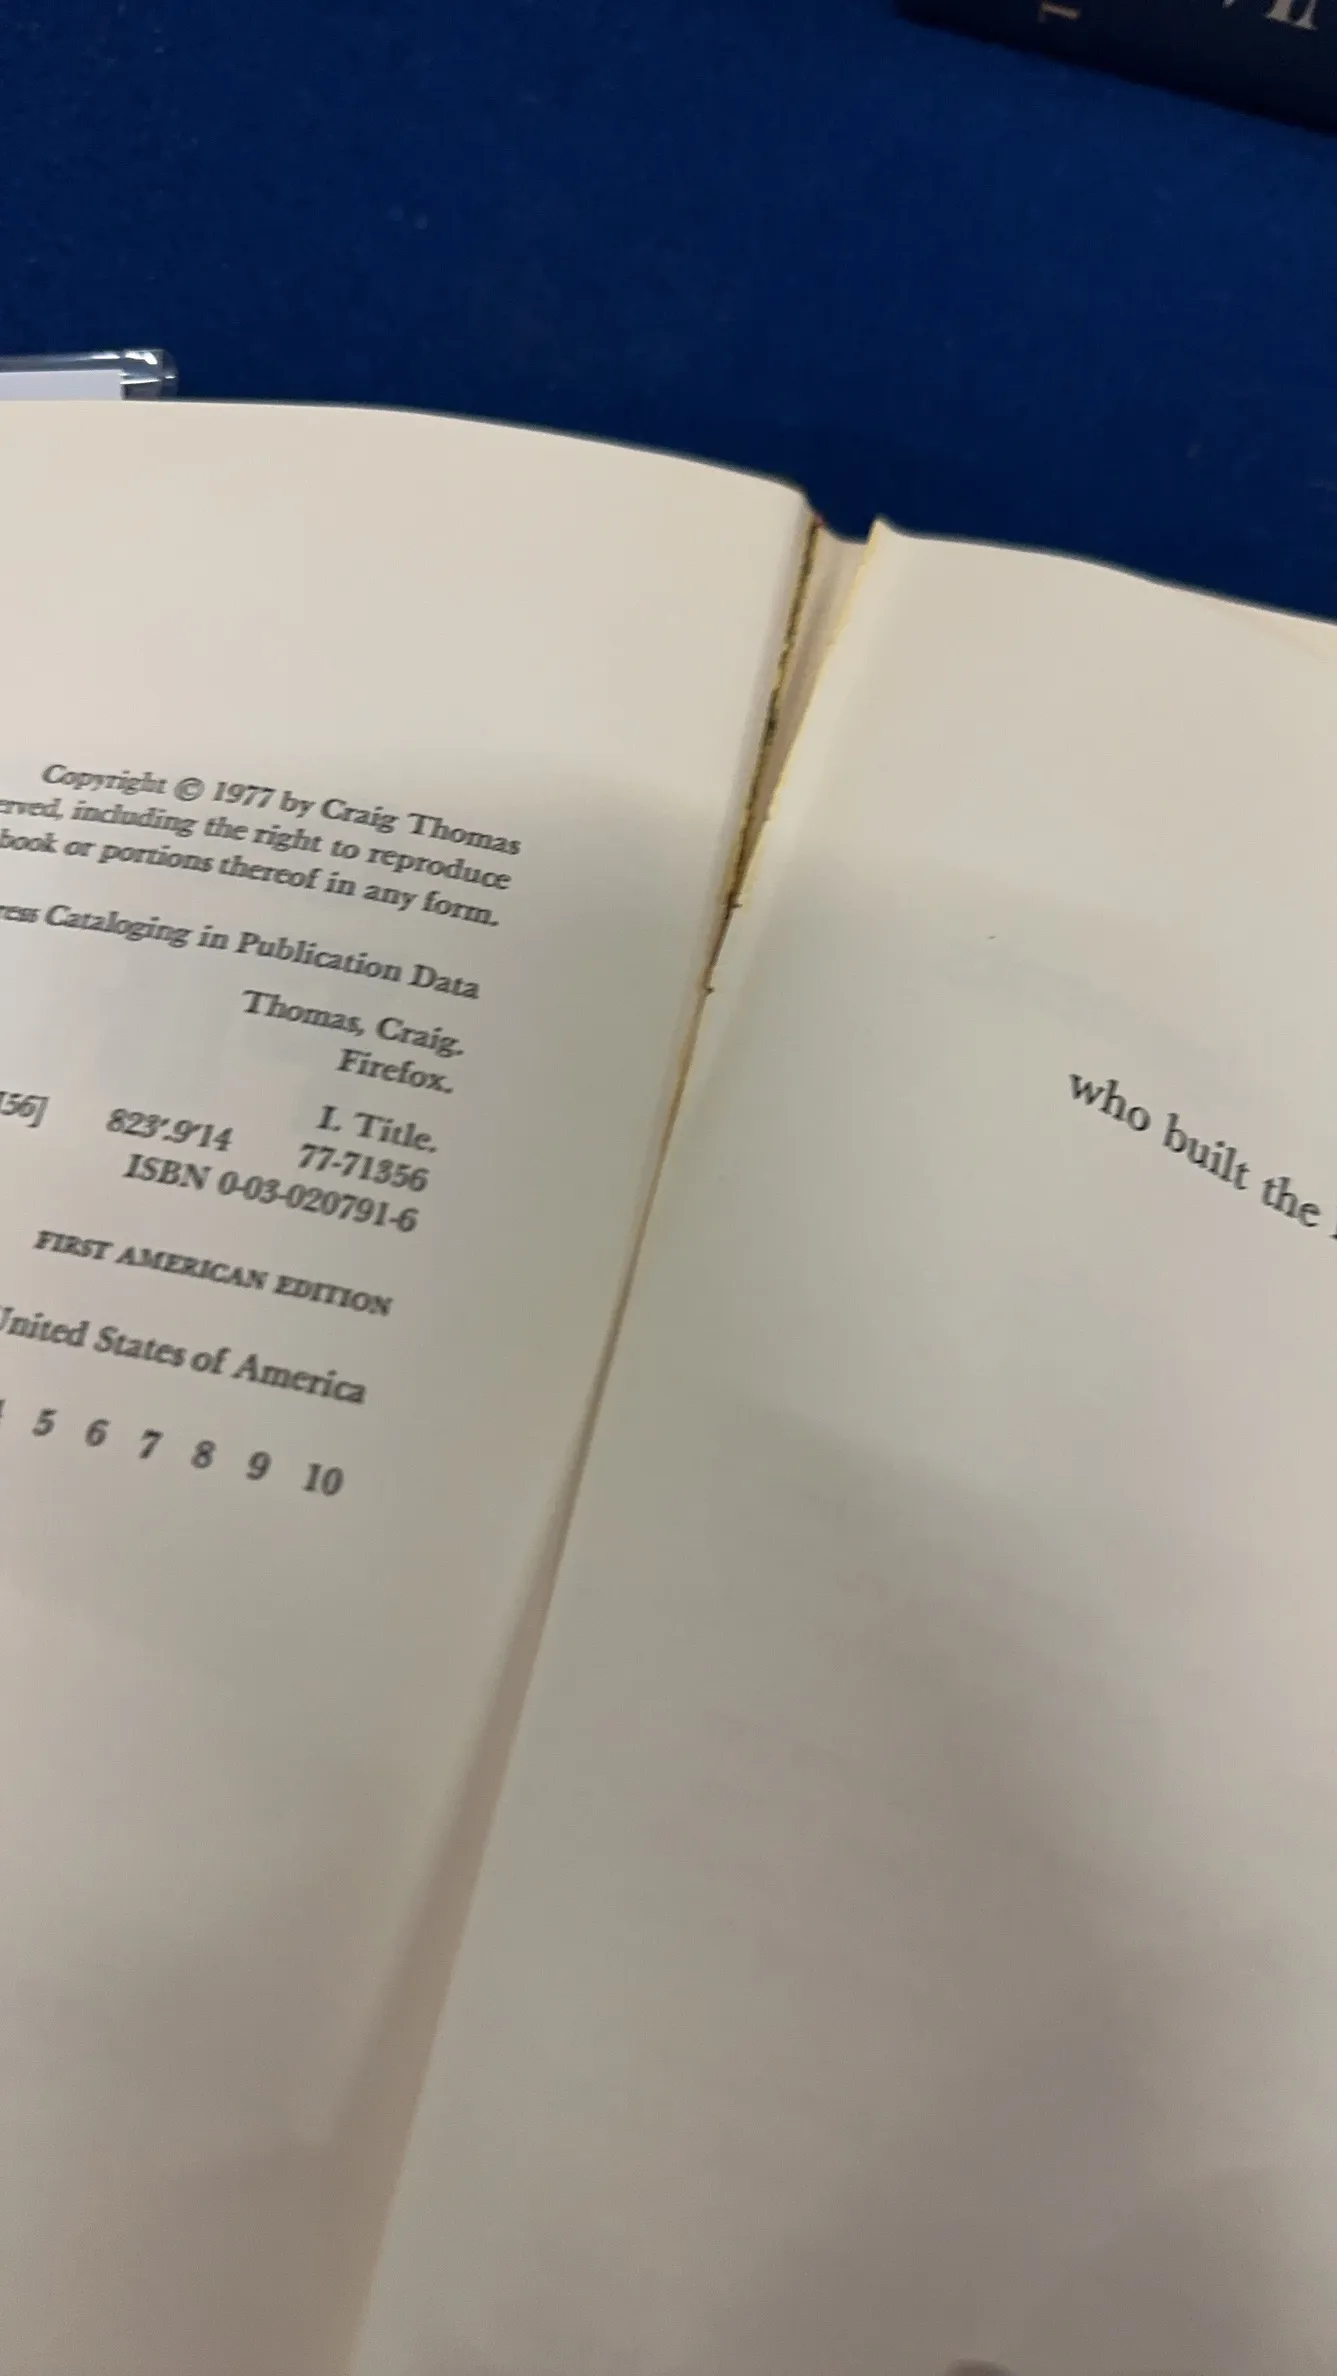 Copyright © 1977 by Craig Thomas
including the right to reproduce
book or portions thereof in any form.
Cataloging in Publication Data
Thomas, Craig.
Firefox.
I. Title.
56] 823'.9'14 77-71356
ISBN 0-03-020791-6
FIRST AMERICAN EDITION
United States of America
5 6 7 8 9 10
who built the